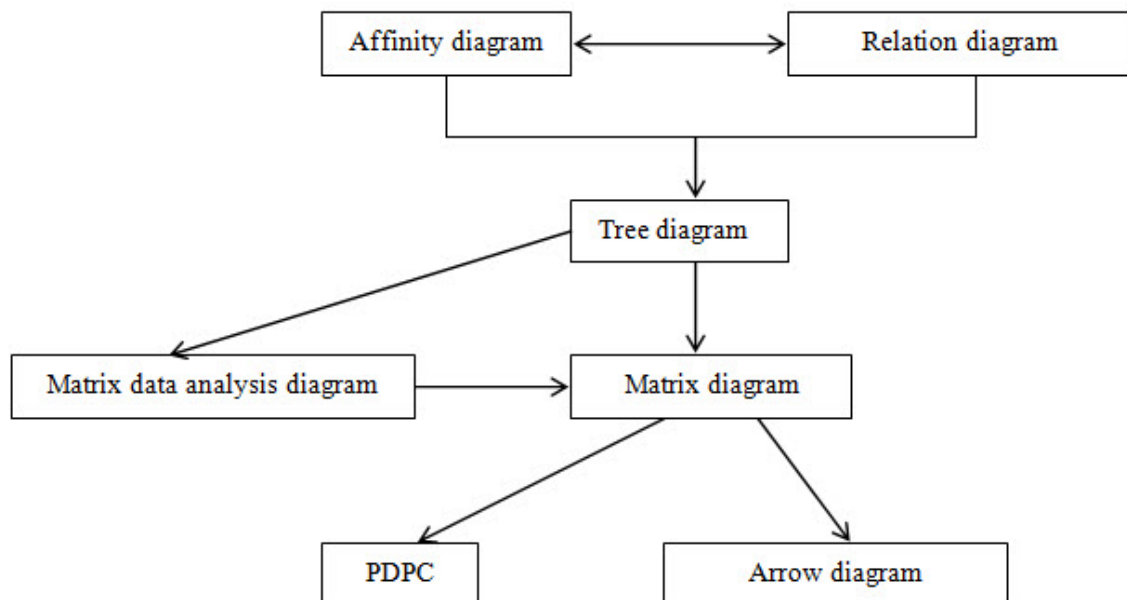 Affinity diagram
Relation diagram
Tree diagram
Matrix data analysis diagram
Matrix diagram
PDPC
Arrow diagram